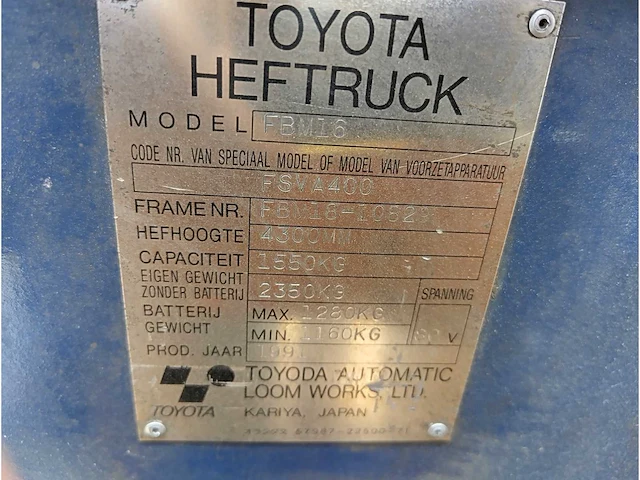 TOYOTA
HEFTRUCK
MODEL
CODE NR. VAN SPECIAAL MODEL OF MODEL VAN VOORZETAPPARATUUR
FRAME NR.
HEFHOOGTE 4300MM
CAPACITEIT 1550KG
EIGEN GEWICHT
ZONDER BATTERIJ 2350KG SPANNING
BATTERIJ MAX. 1280KG
GEWICHT MIN. 1160KG V
PROD. JAAR
TOYODA AUTOMATIC
LOOM WORKS, LTD.
TOYOTA KARIYA, JAPAN